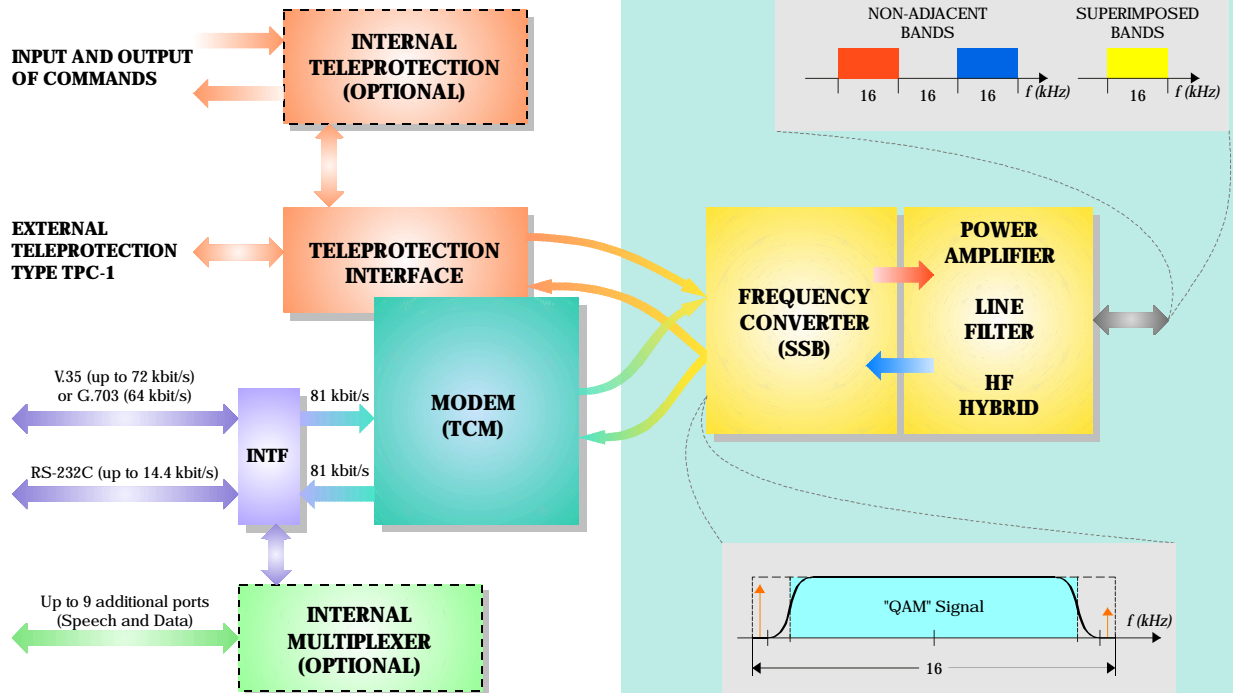 INPUT AND OUTPUT
OF COMMANDS
INTERNAL
TELEPROTECTION
(OPTIONAL)
NON-ADJACENT
BANDS
16
16
16
f (kHz)
SUPERIMPOSED
BANDS
16
f (kHz)
EXTERNAL
TELEPROTECTION
TYPE TPC-1
TELEPROTECTION
INTERFACE
FREQUENCY
CONVERTER
(SSB)
POWER
AMPLIFIER
LINE
FILTER
HF
HYBRID
V.35 (up to 72 kbit/s)
or G.703 (64 kbit/s)
RS-232C (up to 14.4 kbit/s)
INTF
81 kbit/s
81 kbit/s
MODEM
(TCM)
Up to 9 additional ports
(Speech and Data)
INTERNAL
MULTIPLEXER
(OPTIONAL)
"QAM" Signal
f (kHz)
16